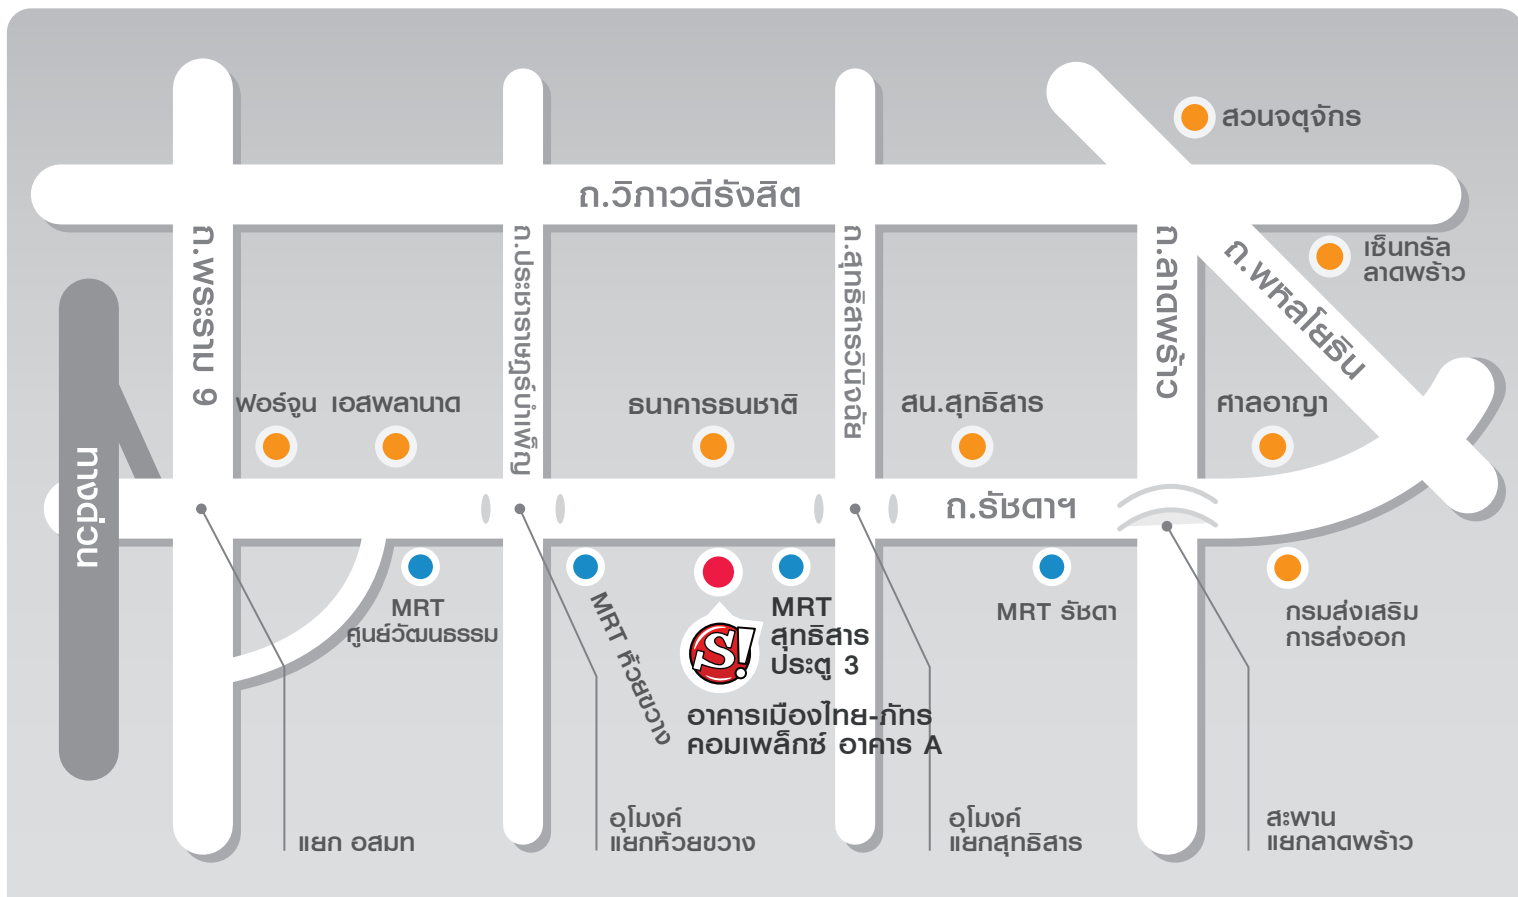 สวนจตุจักร
ถ.วิภาวดีรังสิต
ถ.พระราม 9
ถ.ประชาราษฎร์บำเพ็ญ
ถ.สุทธิสารวินิจฉัย
ถ.ลาดพร้าว
ถ.พหลโยธิน
เซ็นทรัล
ลาดพร้าว
ทางด่วน
ฟอร์จูน
เอสพลานาด
ธนาคารธนชาติ
สน.สุทธิสาร
ศาลอาญา
ถ.รัชดาฯ
MRT
ศูนย์วัฒนธรรม
MRT ห้วยขวาง
S!
MRT
สุทธิสาร
ประตู 3
MRT รัชดา
กรมส่งเสริม
การส่งออก
อาคารเมืองไทย-ภัทร
คอมเพล็กซ์ อาคาร A
แยก อสมท
อุโมงค์
แยกห้วยขวาง
อุโมงค์
แยกสุทธิสาร
สะพาน
แยกลาดพร้าว